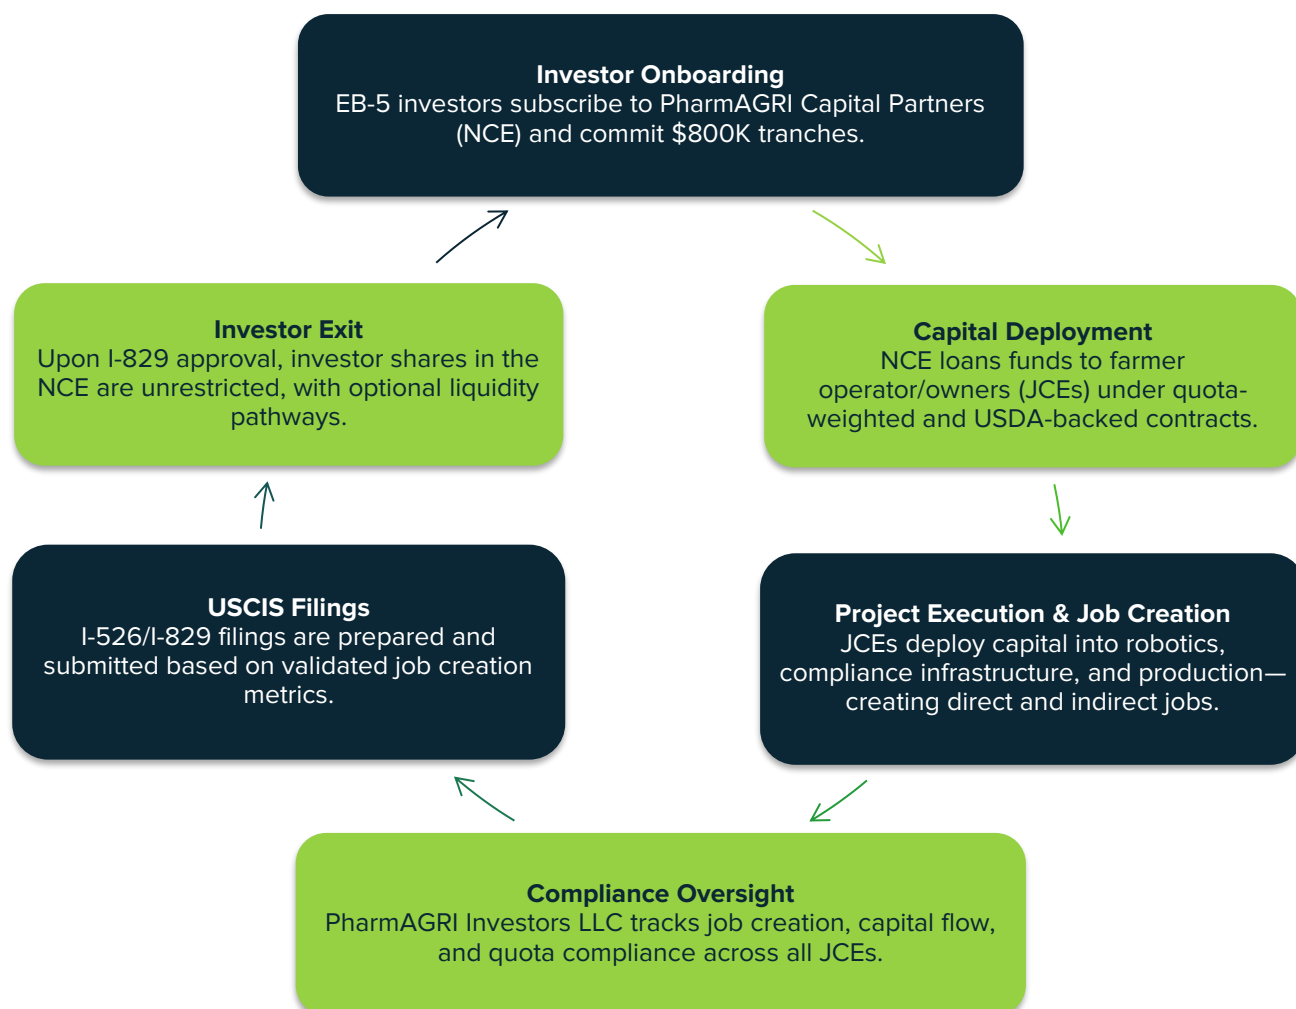 Investor Onboarding
EB-5 investors subscribe to PharmAGRI Capital Partners
(NCE) and commit $800K tranches.
Capital Deployment
NCE loans funds to farmer
operator/owners (JCEs) under quota-
weighted and USDA-backed contracts.
Project Execution & Job Creation
JCEs deploy capital into robotics,
compliance infrastructure, and production—
creating direct and indirect jobs.
Compliance Oversight
PharmAGRI Investors LLC tracks job creation, capital flow,
and quota compliance across all JCEs.
USCIS Filings
I-526/I-829 filings are prepared and
submitted based on validated job creation
metrics.
Investor Exit
Upon I-829 approval, investor shares in the
NCE are unrestricted, with optional liquidity
pathways.